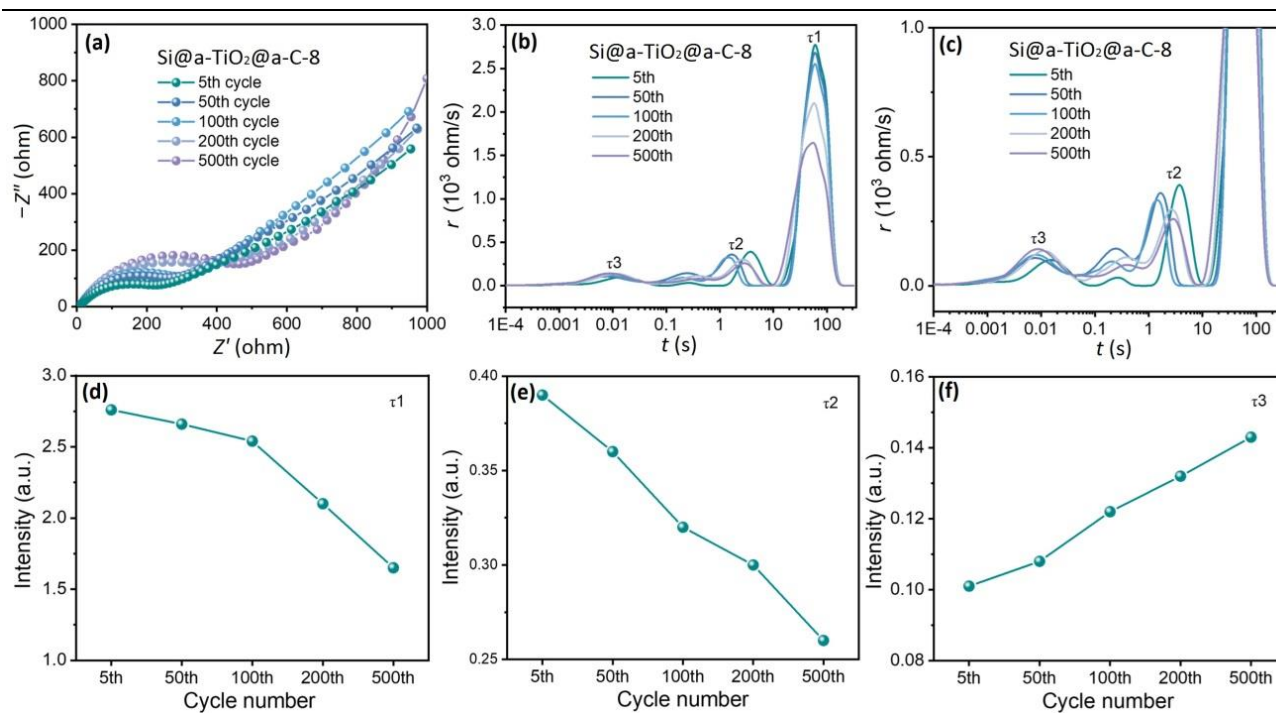 (a)
Si@a-TiO₂@a-C-8
5th cycle
50th cycle
100th cycle
200th cycle
500th cycle
−Z″ (ohm)
1000
800
600
400
200
0
0 200 400 600 800 1000
Z′ (ohm)
(b)
Si@a-TiO₂@a-C-8
5th
50th
100th
200th
500th
τ1
τ2
τ3
r (10³ ohm/s)
3.0
2.5
2.0
1.5
1.0
0.5
0.0
1E-4 0.001 0.01 0.1 1 10 100
t (s)
(c)
Si@a-TiO₂@a-C-8
5th
50th
100th
200th
500th
τ2
τ3
r (10³ ohm/s)
1.0
0.5
0.0
1E-4 0.001 0.01 0.1 1 10 100
t (s)
(d)
τ1
Intensity (a.u.)
3.0
2.5
2.0
1.5
1.0
5th 50th 100th 200th 500th
Cycle number
(e)
τ2
Intensity (a.u.)
0.40
0.35
0.30
0.25
5th 50th 100th 200th 500th
Cycle number
(f)
τ3
Intensity (a.u.)
0.16
0.14
0.12
0.10
0.08
5th 50th 100th 200th 500th
Cycle number